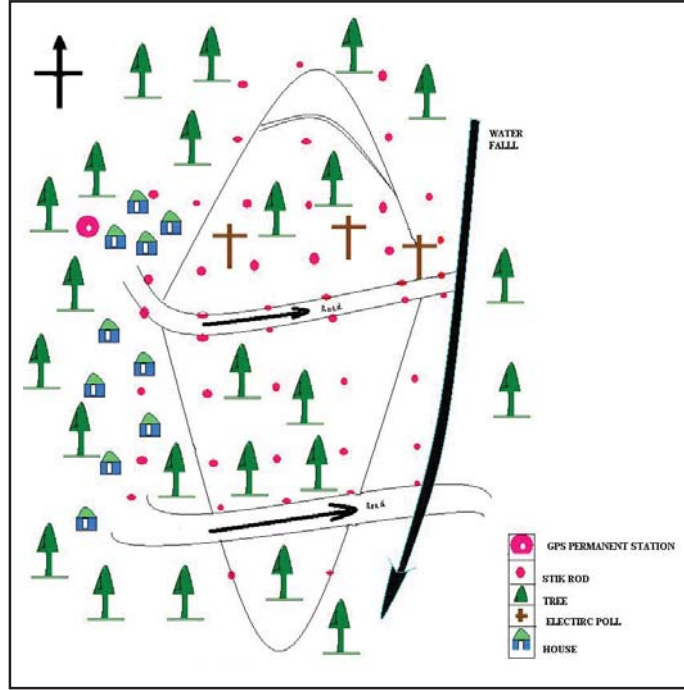 WATER
FALLL
Road
Road
GPS PERMANENT STATION
STIK ROD
TREE
ELECTIRC POLL
HOUSE